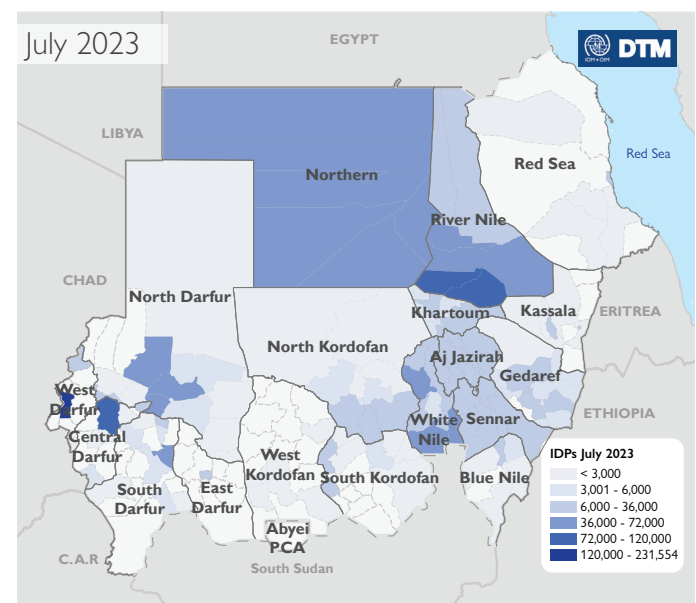 July 2023
EGYPT
IOM • OIM
DTM
LIBYA
Northern
Red Sea
Red Sea
River Nile
CHAD
North Darfur
Khartoum
Kassala
ERITREA
North Kordofan
Aj Jazirah
Gedaref
West
Darfur
White
Nile
Sennar
ETHIOPIA
Central
Darfur
West
Kordofan
South Kordofan
Blue Nile
South
Darfur
East
Darfur
Abyei
PCA
C.A.R
South Sudan
IDPs July 2023
< 3,000
3,001 - 6,000
6,000 - 36,000
36,000 - 72,000
72,000 - 120,000
120,000 - 231,554